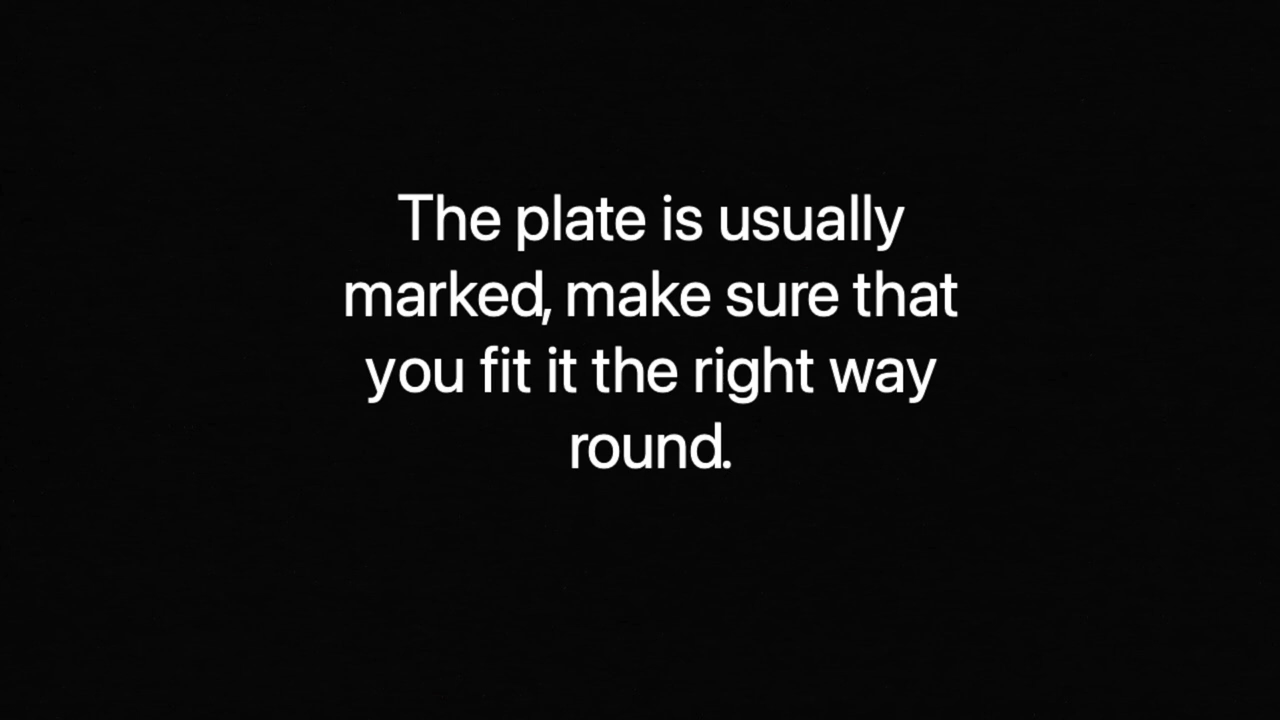 The plate is usually
marked, make sure that
you fit it the right way
round.